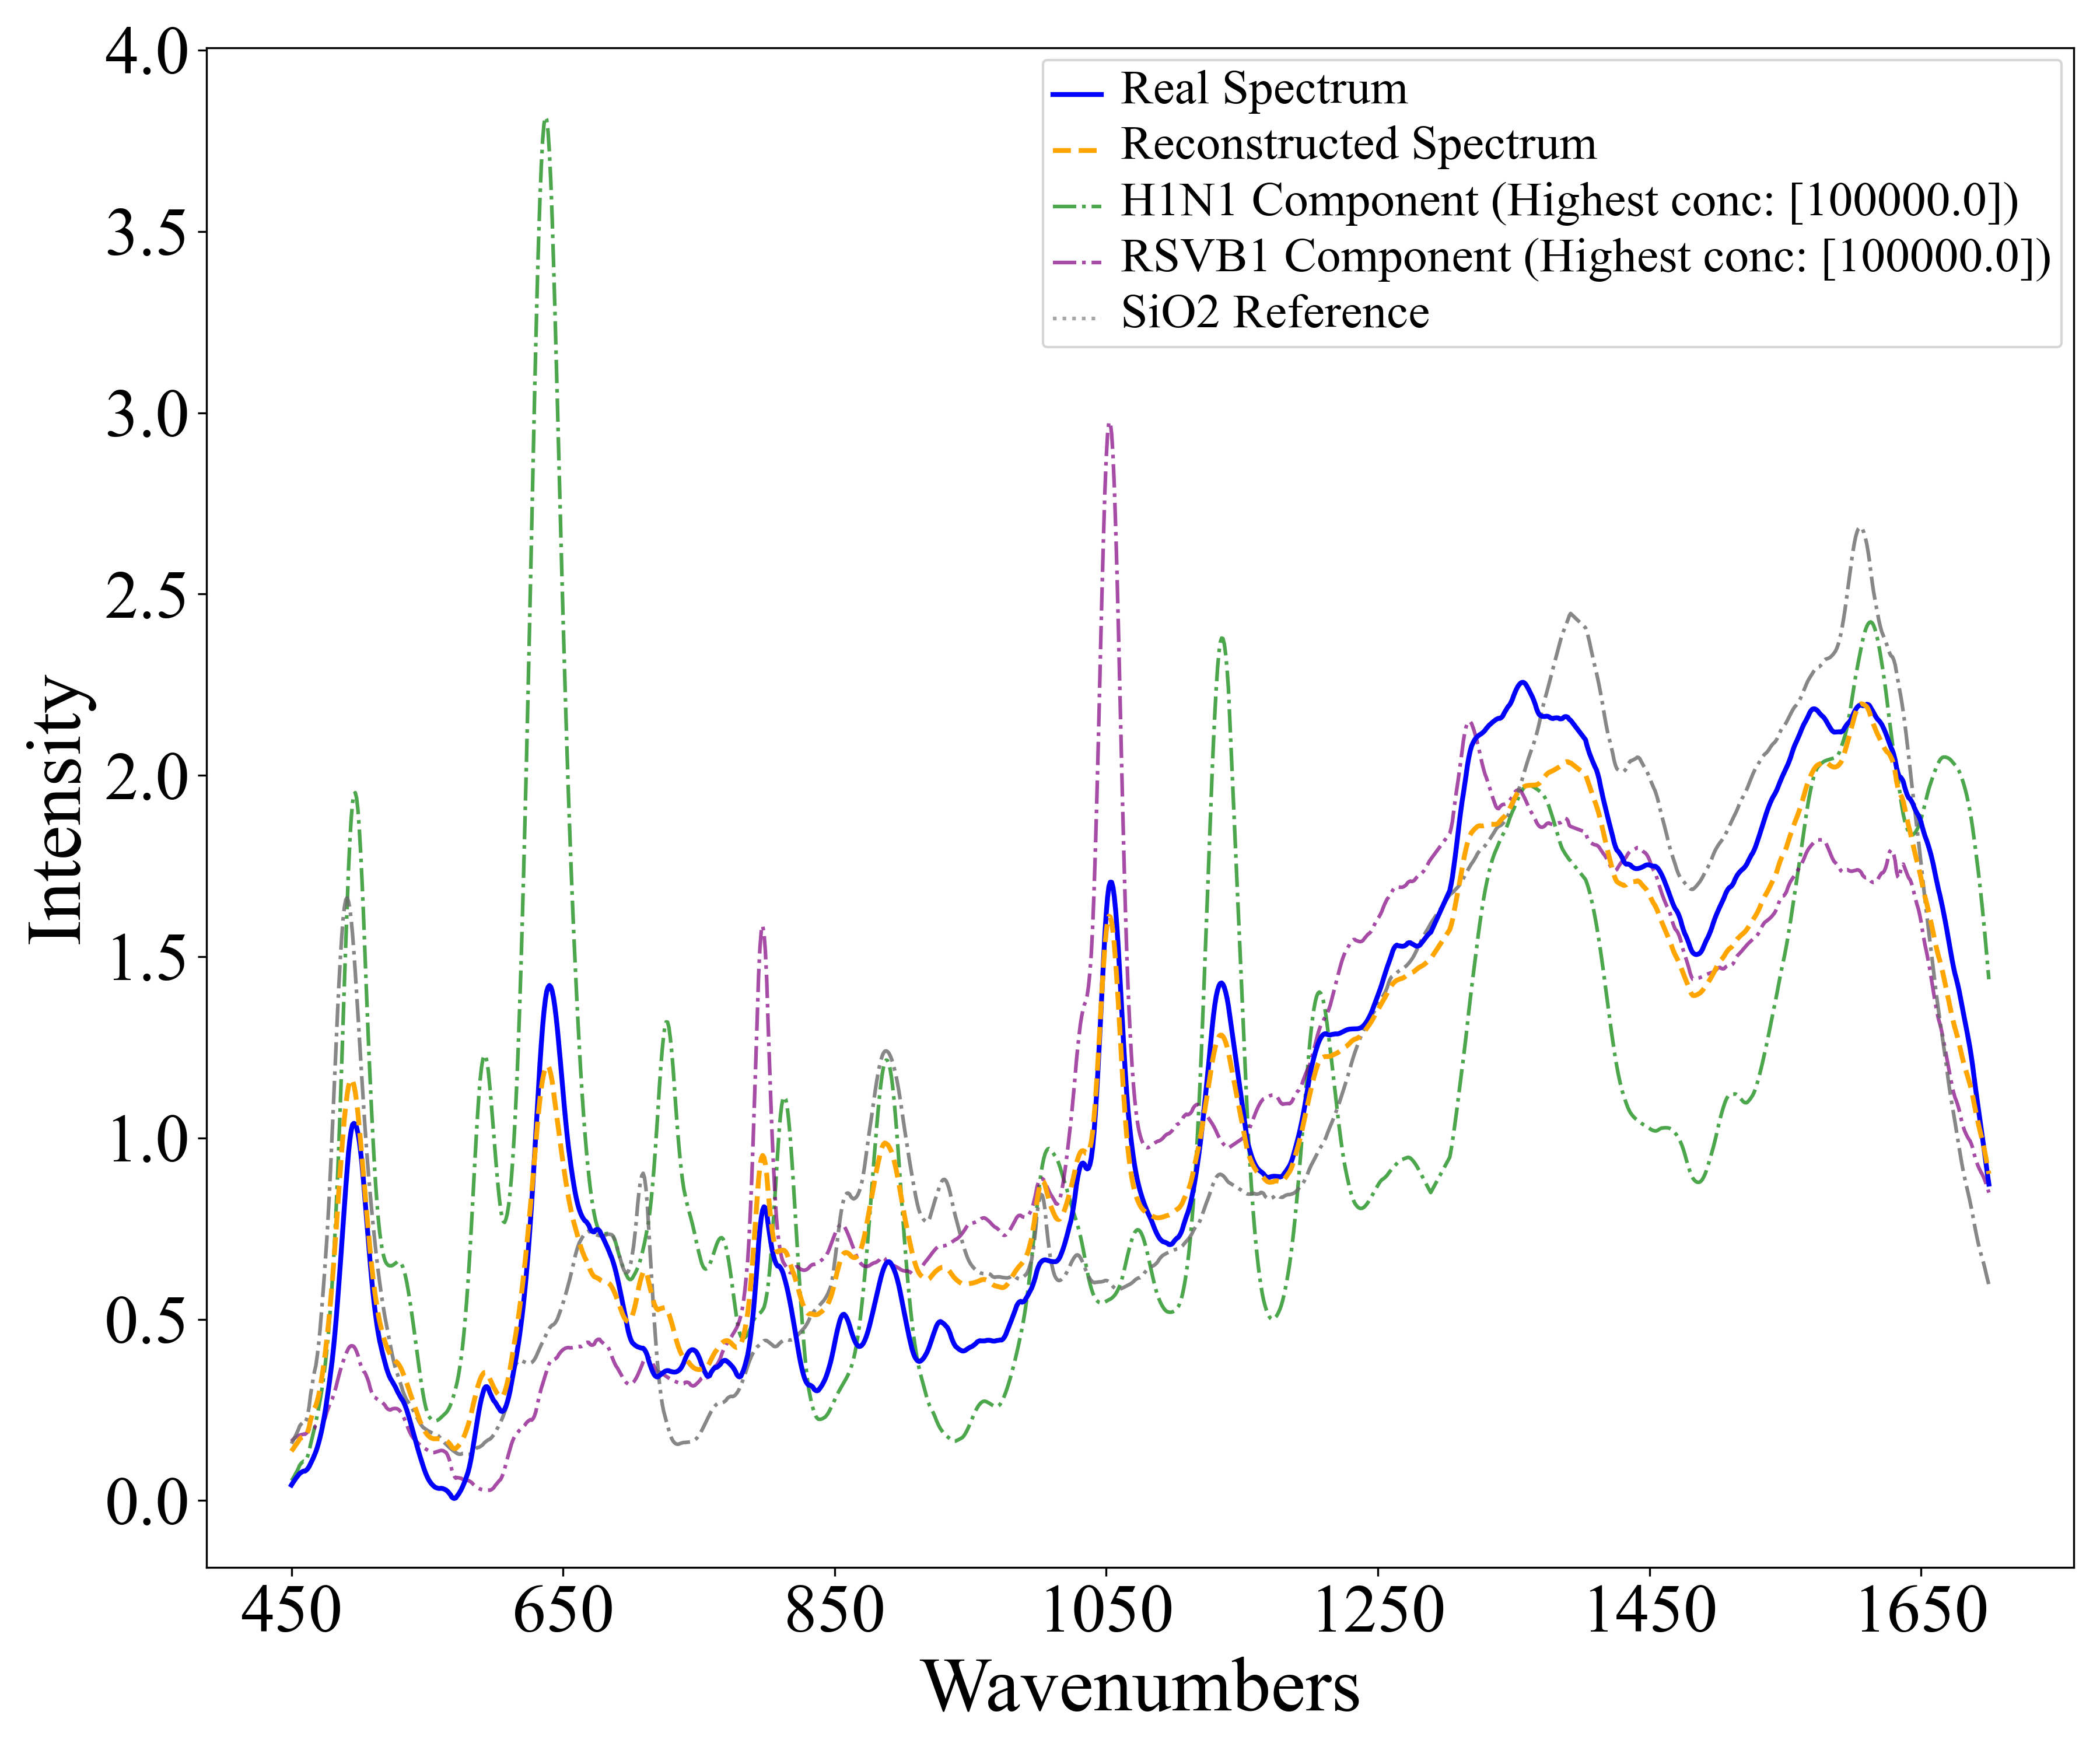 4.0
3.5
3.0
2.5
2.0
1.5
1.0
0.5
0.0
Intensity
Real Spectrum
Reconstructed Spectrum
H1N1 Component (Highest conc: [100000.0])
RSVB1 Component (Highest conc: [100000.0])
SiO2 Reference
450 650 850 1050 1250 1450 1650
Wavenumbers